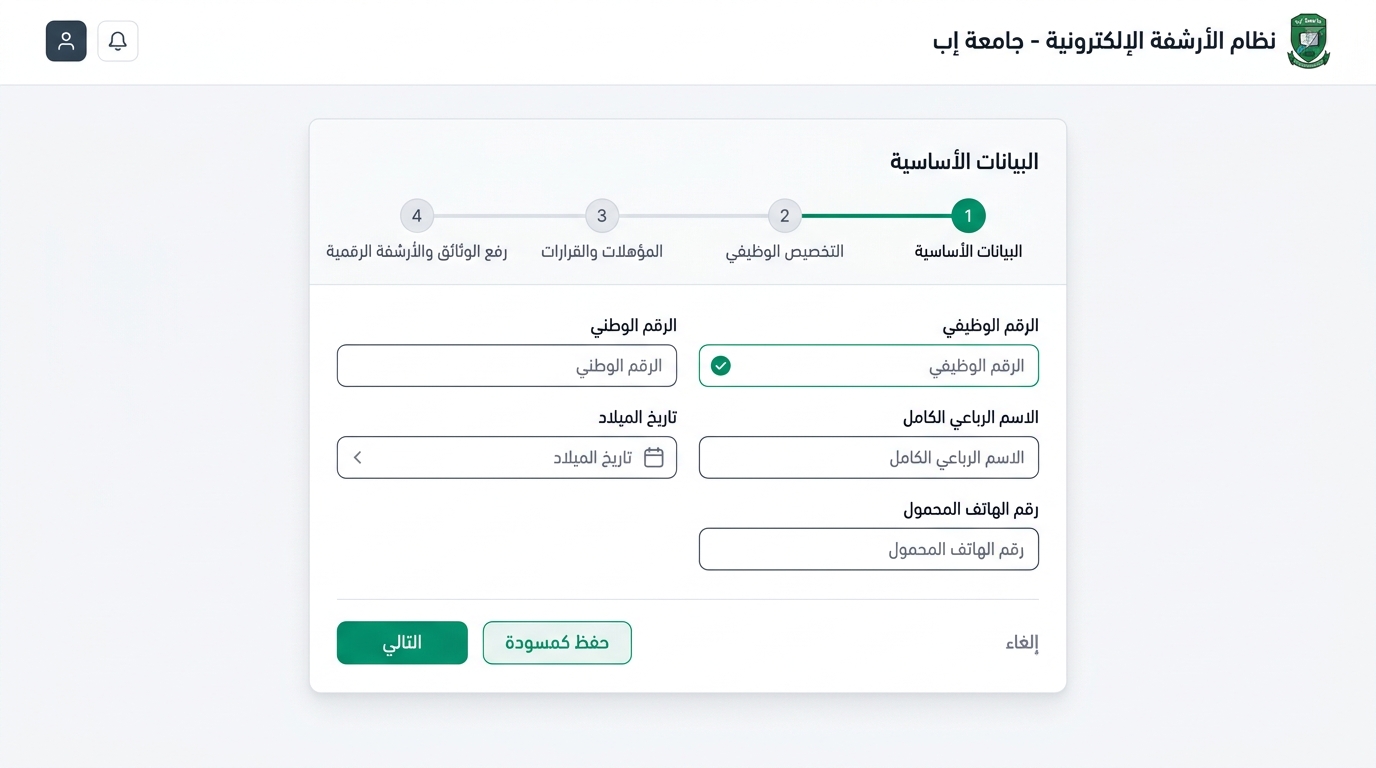 نظام الأرشفة الإلكترونية - جامعة إب
البيانات الأساسية
1
2
3
4
البيانات الأساسية
التخصيص الوظيفي
المؤهلات والقرارات
رفع الوثائق والأرشفة الرقمية
الرقم الوظيفي
الرقم الوطني
الرقم الوظيفي
الرقم الوطني
الاسم الرباعي الكامل
تاريخ الميلاد
الاسم الرباعي الكامل
تاريخ الميلاد
رقم الهاتف المحمول
رقم الهاتف المحمول
إلغاء
حفظ كمسودة
التالي